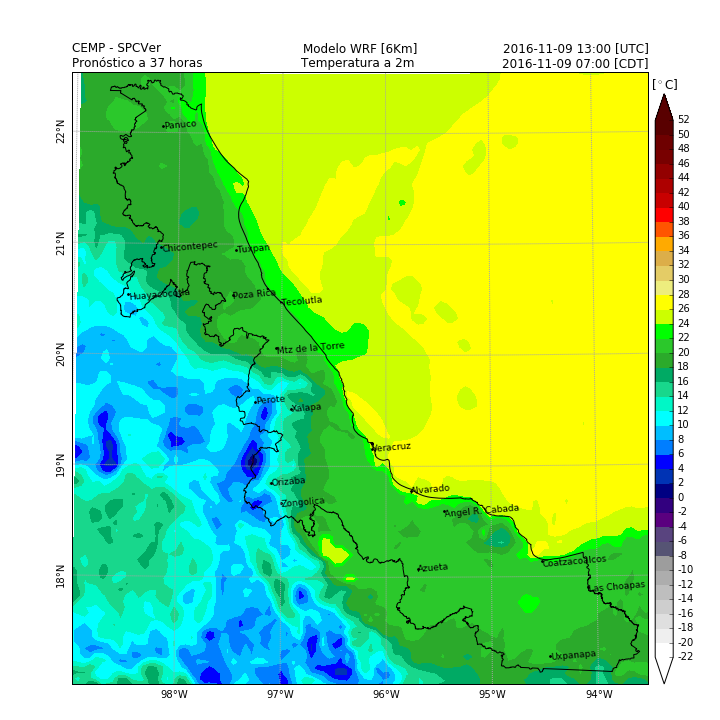 CEMP - SPCVer
Modelo WRF [6Km]
2016-11-09 13:00 [UTC]
Pronóstico a 37 horas
Temperatura a 2m
2016-11-09 07:00 [CDT]
[°C]
52
50
48
46
44
42
40
38
36
34
32
30
28
26
24
22
20
18
16
14
12
10
8
6
4
2
0
-2
-4
-6
-8
-10
-12
-14
-16
-18
-20
-22
22°N
21°N
20°N
19°N
18°N
Panuco
Chicontepec
Tuxpan
Huayacocotla
Poza Rica
Tecolutla
Mtz de la Torre
Perote
Xalapa
Veracruz
Orizaba
Alvarado
Zongolica
Angel R. Cabada
Azueta
Coatzacoalcos
Las Choapas
Uxpanapa
98°W
97°W
96°W
95°W
94°W